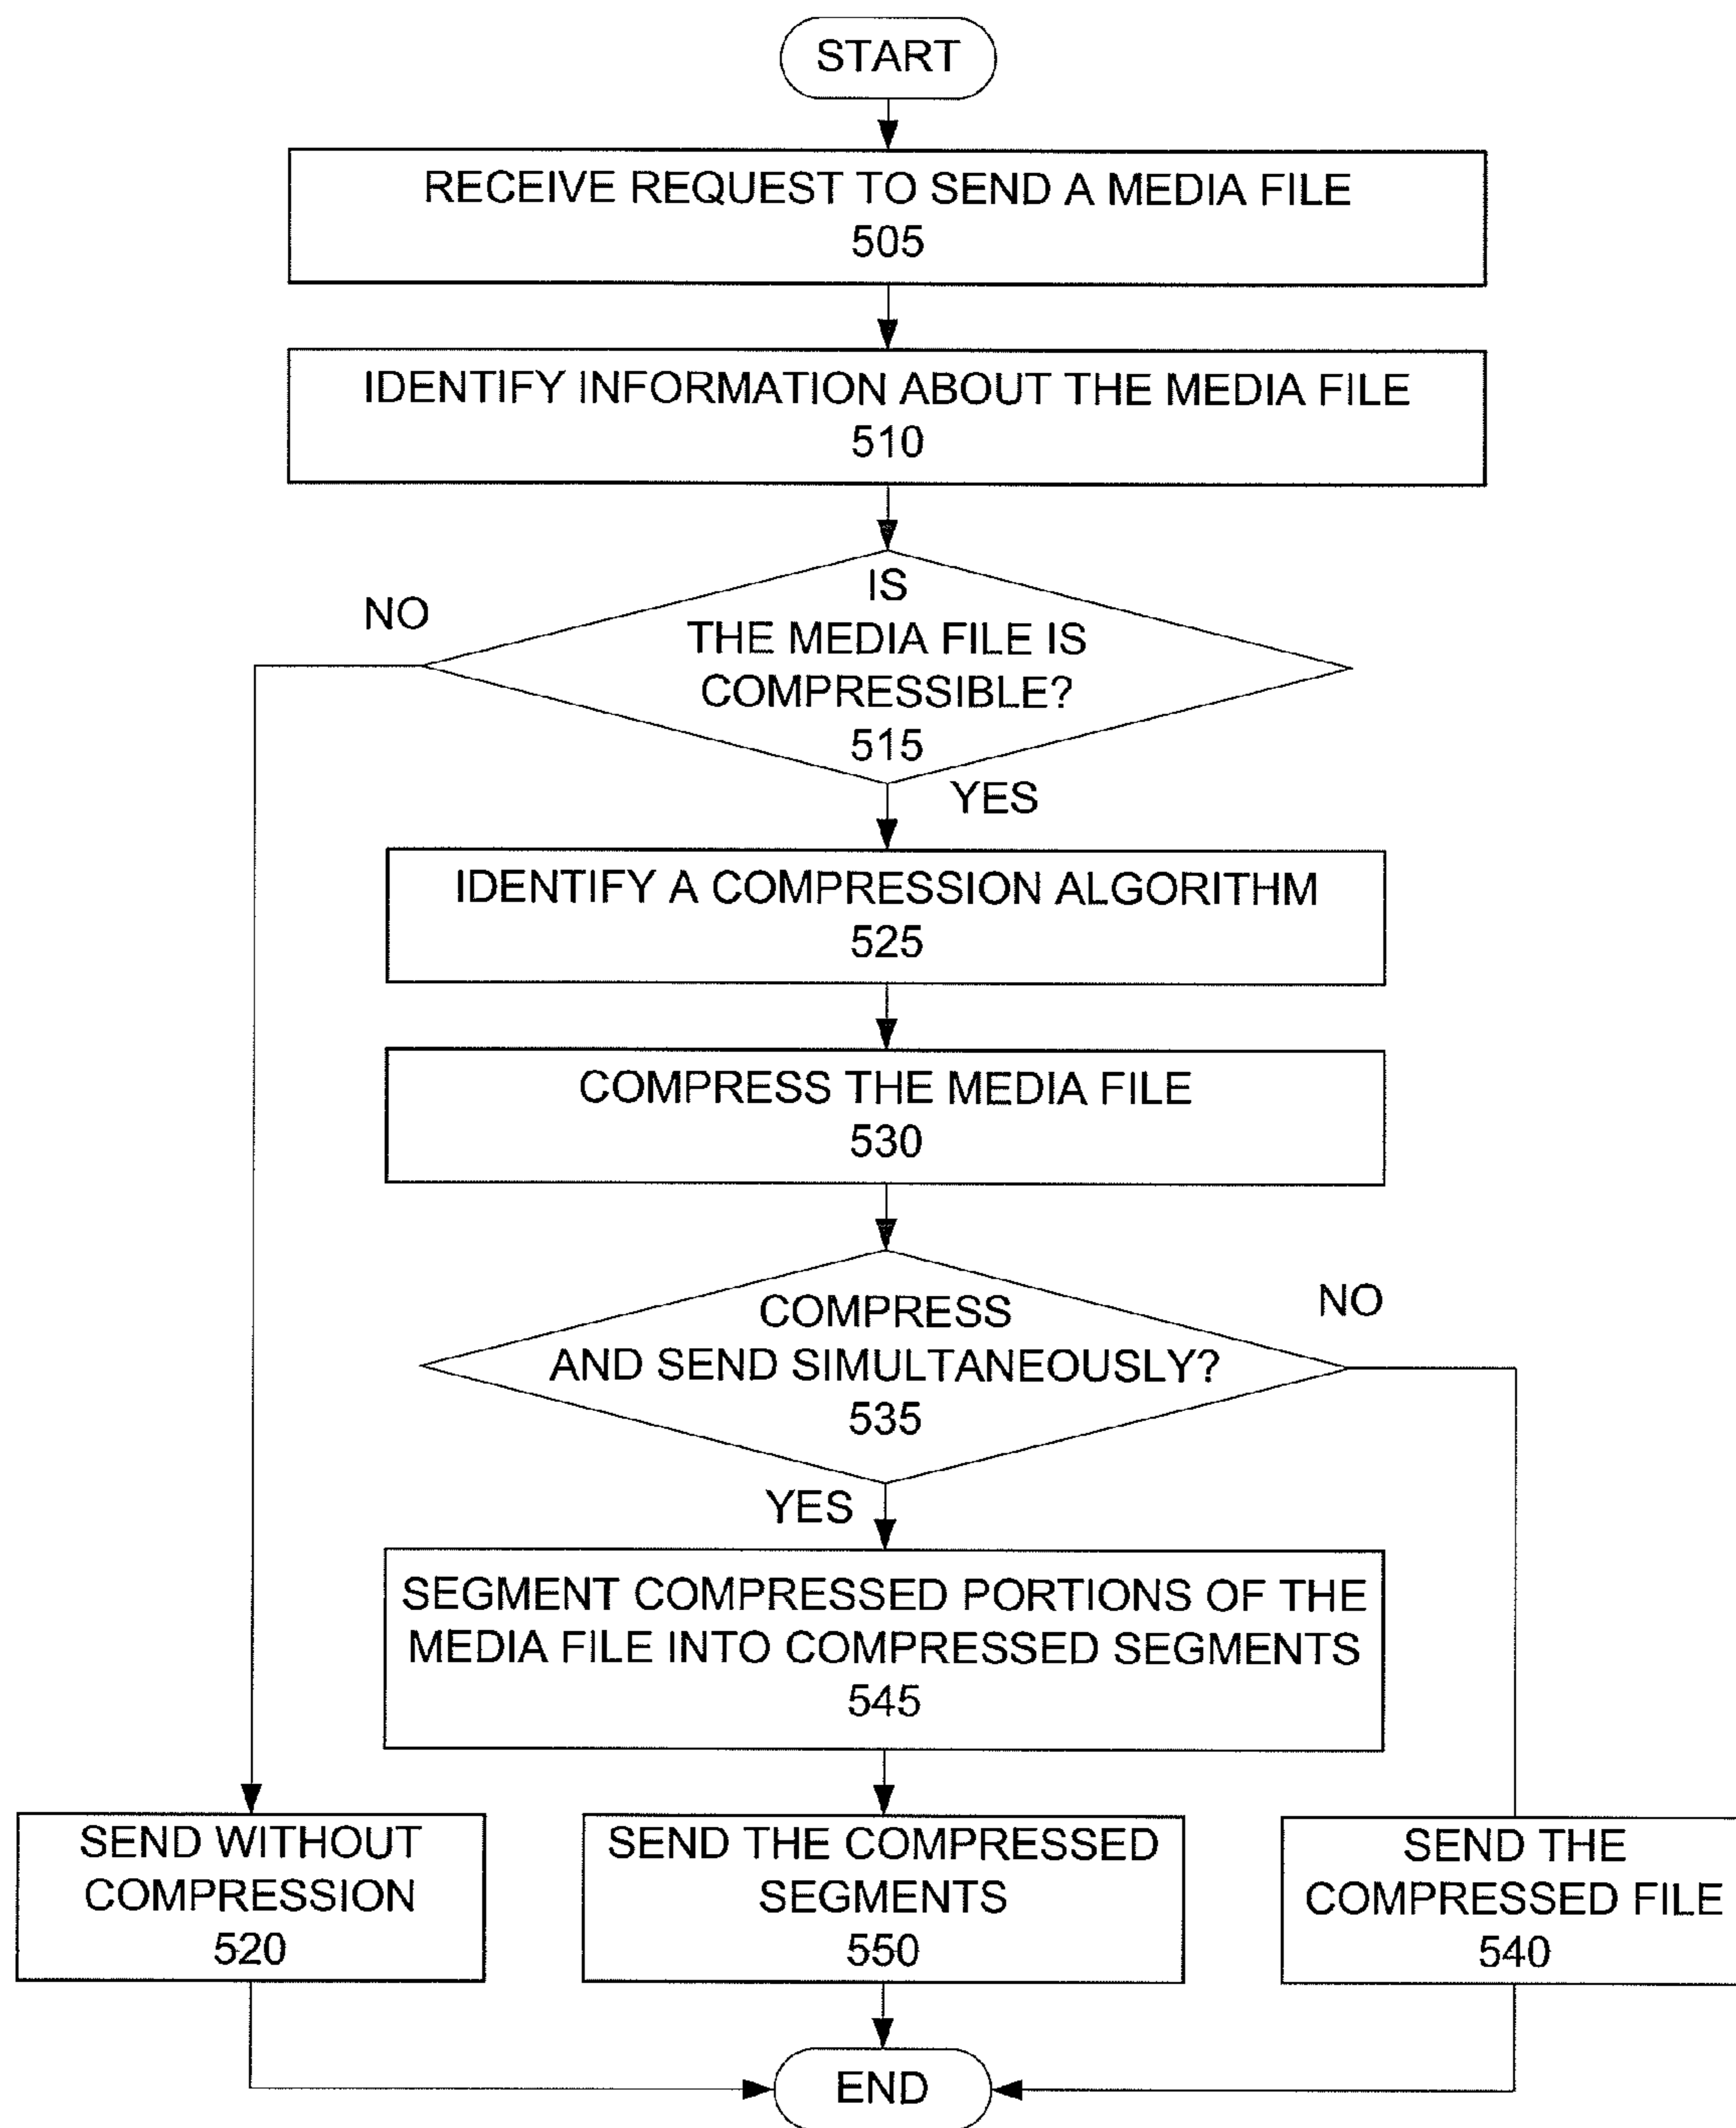 START
RECEIVE REQUEST TO SEND A MEDIA FILE
505
IDENTIFY INFORMATION ABOUT THE MEDIA FILE
510
IS
THE MEDIA FILE IS
COMPRESSIBLE?
515
NO
YES
IDENTIFY A COMPRESSION ALGORITHM
525
COMPRESS THE MEDIA FILE
530
COMPRESS
AND SEND SIMULTANEOUSLY?
535
NO
YES
SEGMENT COMPRESSED PORTIONS OF THE
MEDIA FILE INTO COMPRESSED SEGMENTS
545
SEND WITHOUT
COMPRESSION
520
SEND THE COMPRESSED
SEGMENTS
550
SEND THE
COMPRESSED FILE
540
END